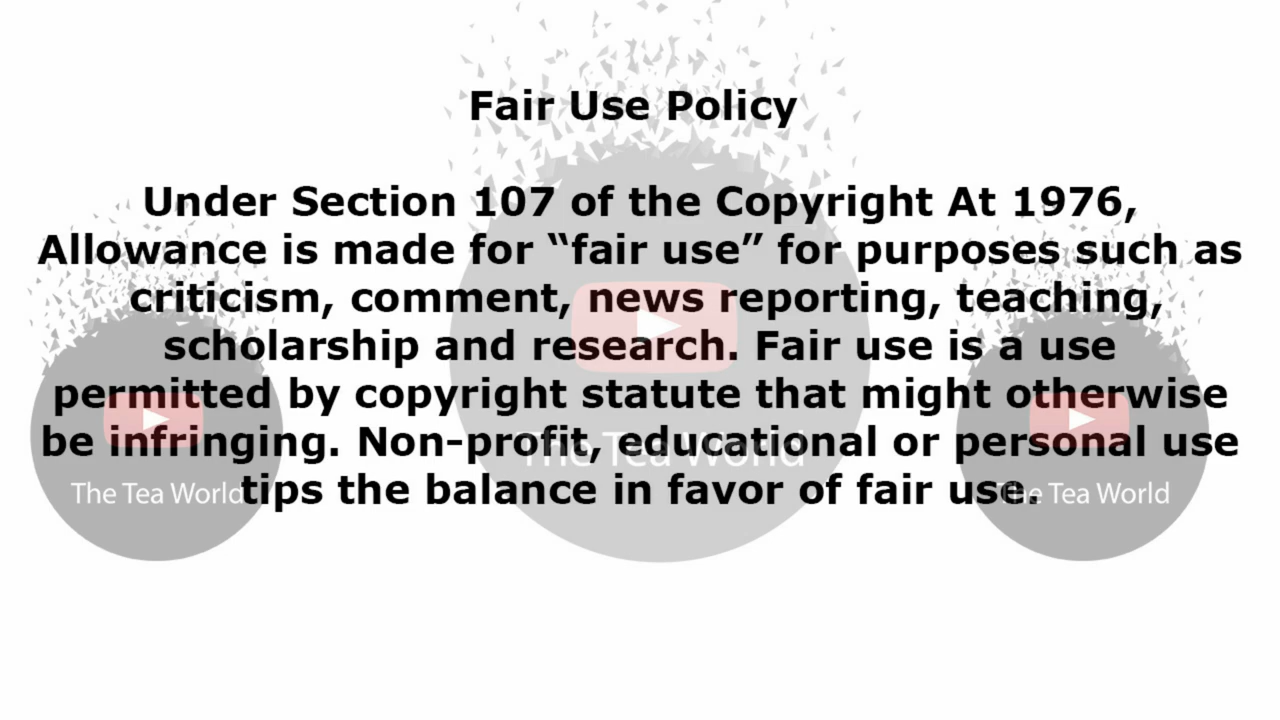 Fair Use Policy
Under Section 107 of the Copyright At 1976,
Allowance is made for “fair use” for purposes such as
criticism, comment, news reporting, teaching,
scholarship and research. Fair use is a use
permitted by copyright statute that might otherwise
be infringing. Non-profit, educational or personal use
tips the balance in favor of fair use.
The Tea World
The Tea World
The Tea World